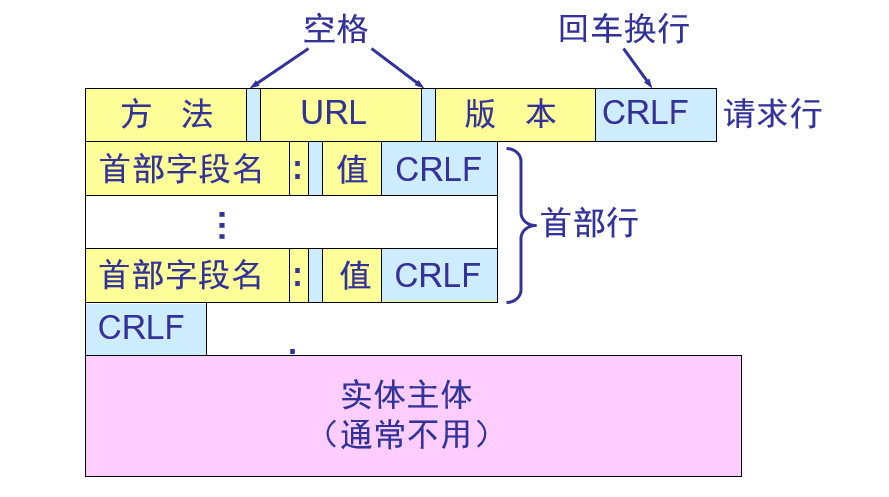 空格 回车换行
方 法 URL 版 本 CRLF 请求行
首部字段名 : 值 CRLF
⋮ 首部行
首部字段名 : 值 CRLF
CRLF
实体主体
（通常不用）